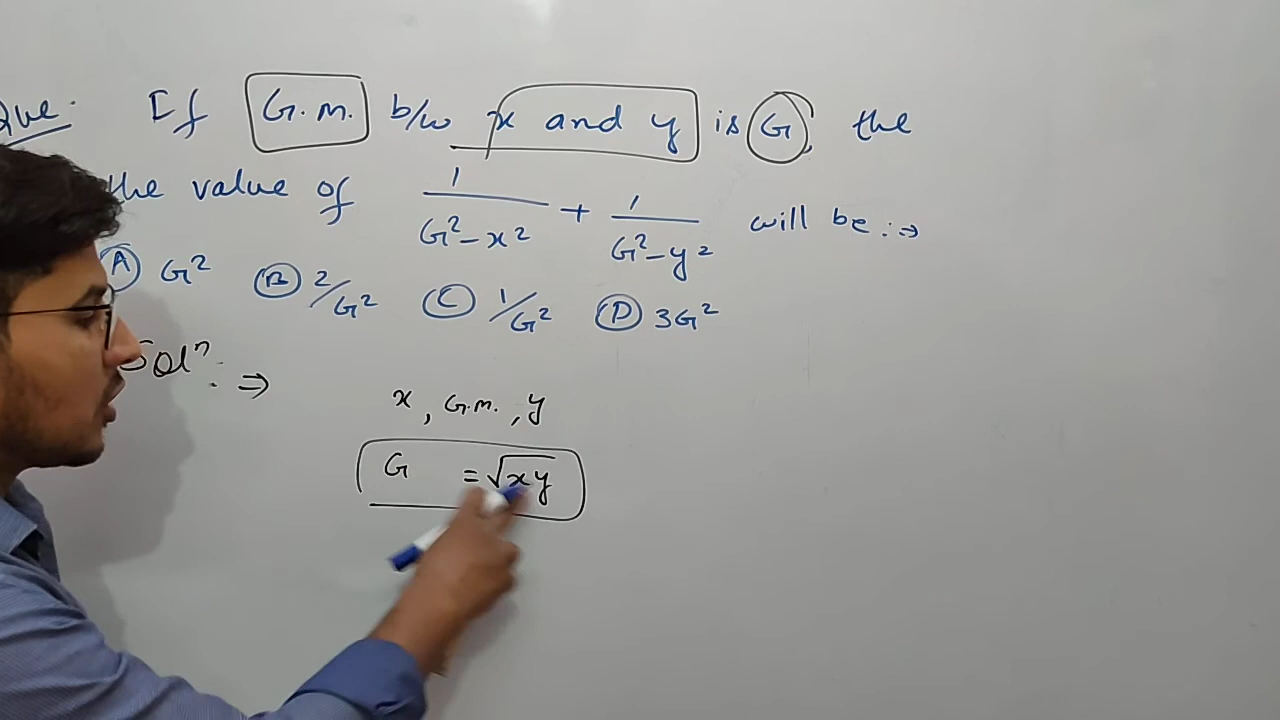 Que: If G.M. b/w x and y is G the
the value of 1/(G²-x²) + 1/(G²-y²) will be :→
(A) G² (B) 2/G² (C) 1/G² (D) 3G²
Solⁿ: ⇒
x, G.M., y
G = √xy